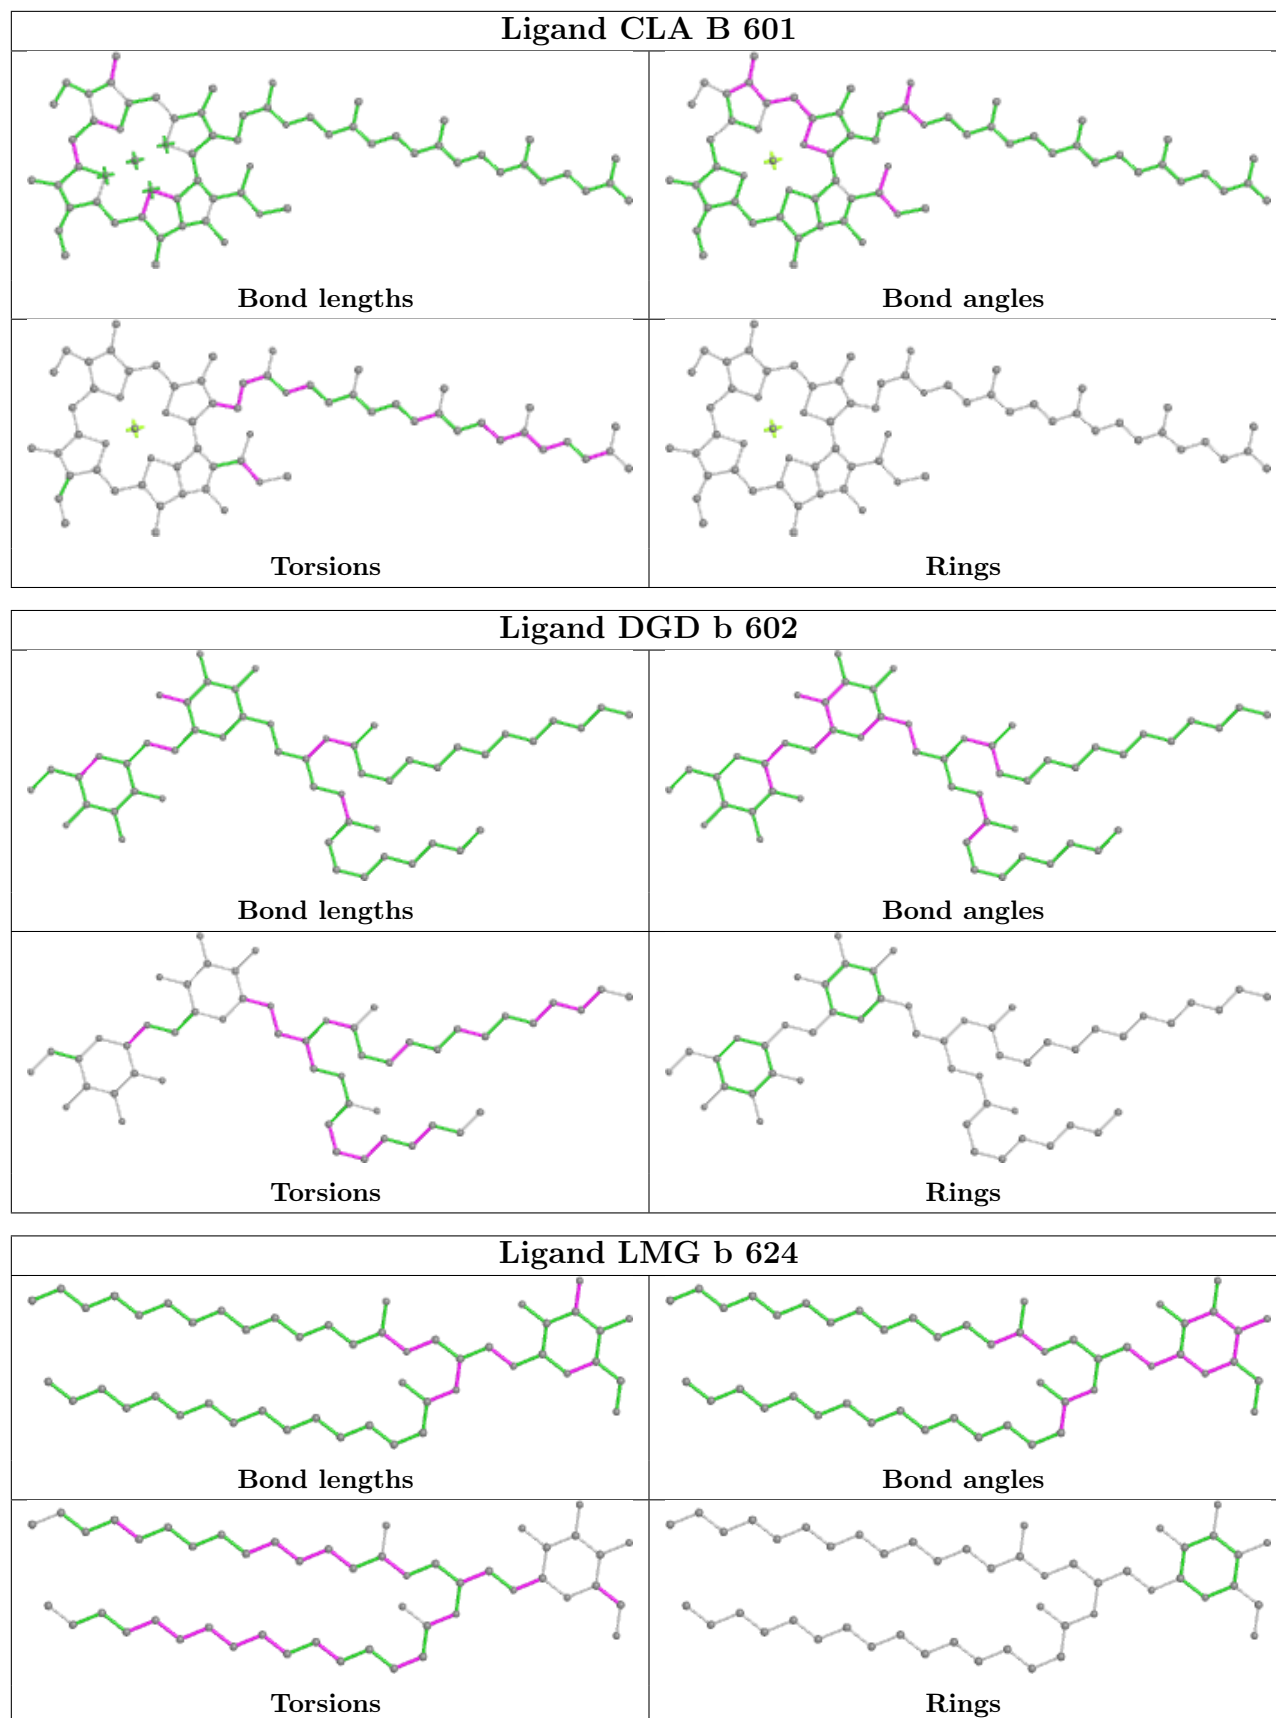 Ligand CLA B 601
Bond lengths
Bond angles
Torsions
Rings
Ligand DGD b 602
Bond lengths
Bond angles
Torsions
Rings
Ligand LMG b 624
Bond lengths
Bond angles
Torsions
Rings